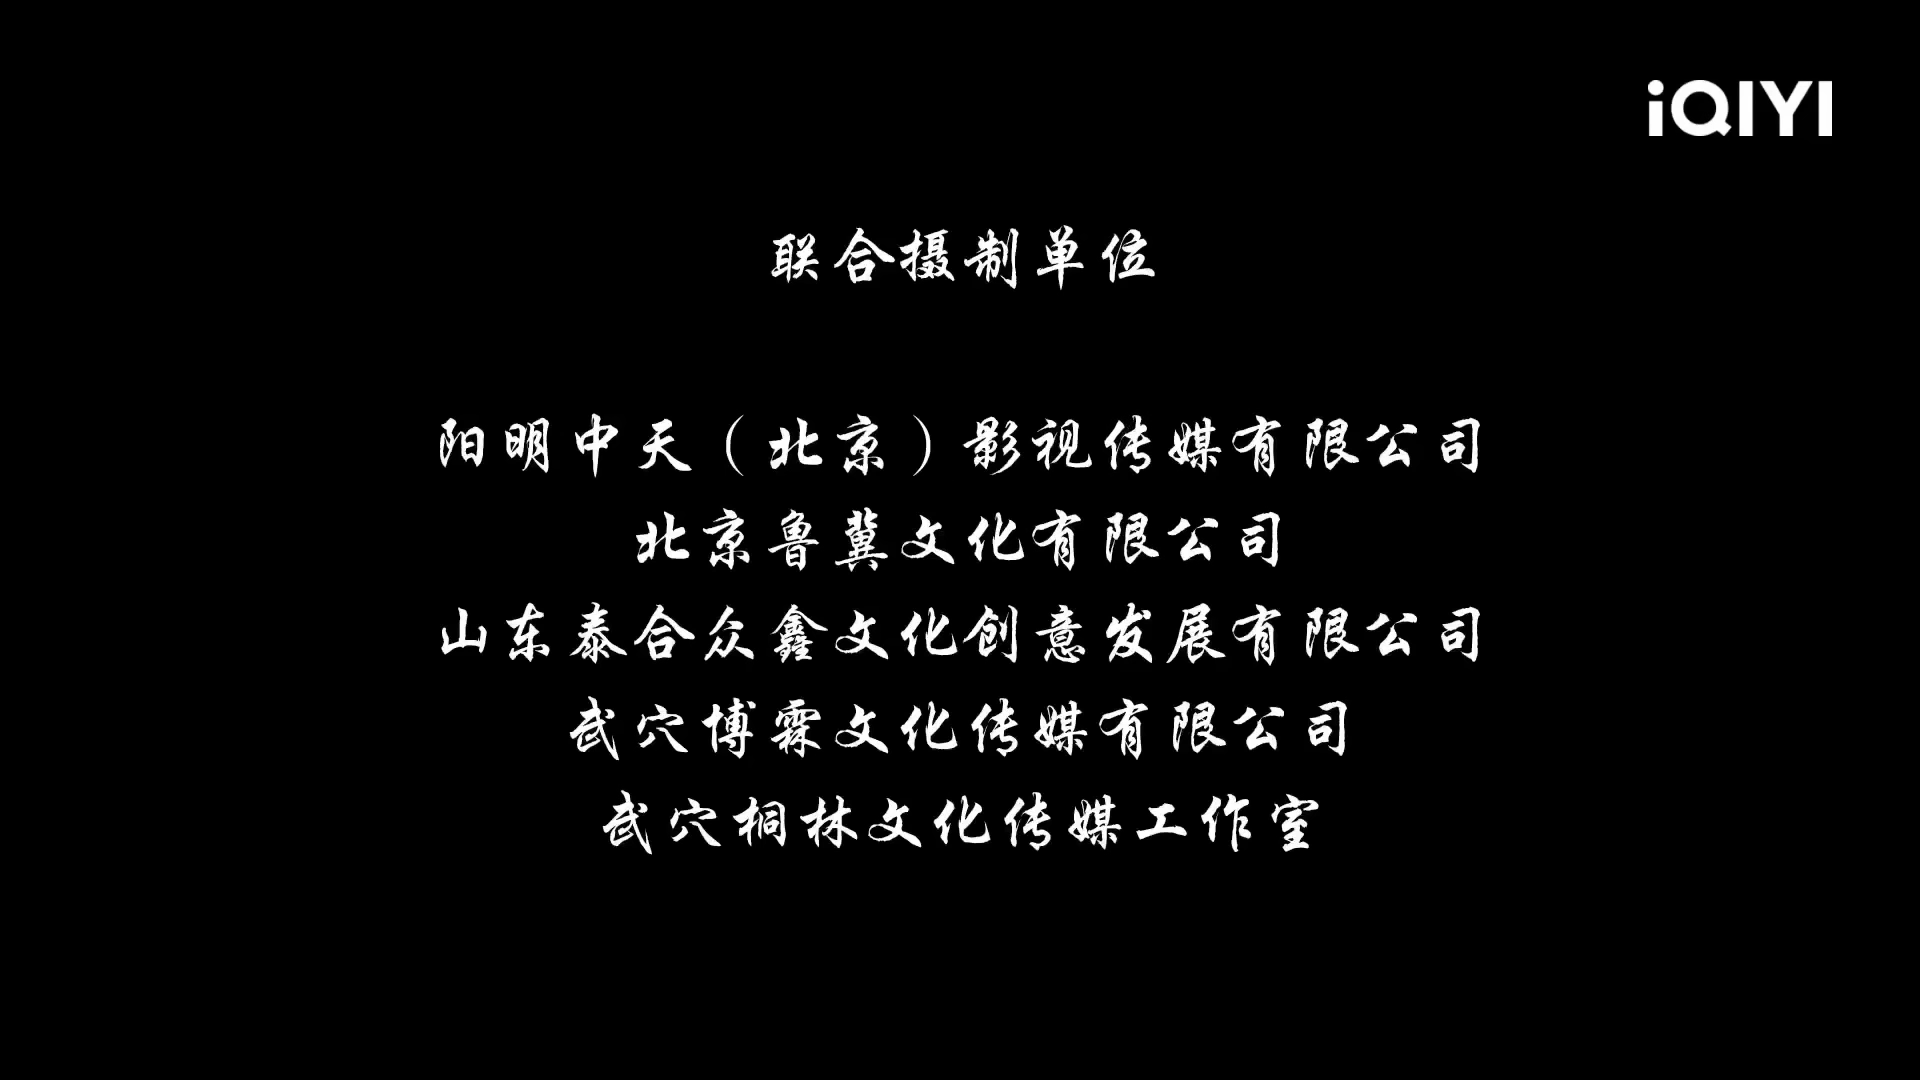 iQIYI
联合摄制单位
阳明中天（北京）影视传媒有限公司
北京鲁冀文化有限公司
山东泰合众鑫文化创意发展有限公司
武穴博霖文化传媒有限公司
武穴桐林文化传媒工作室